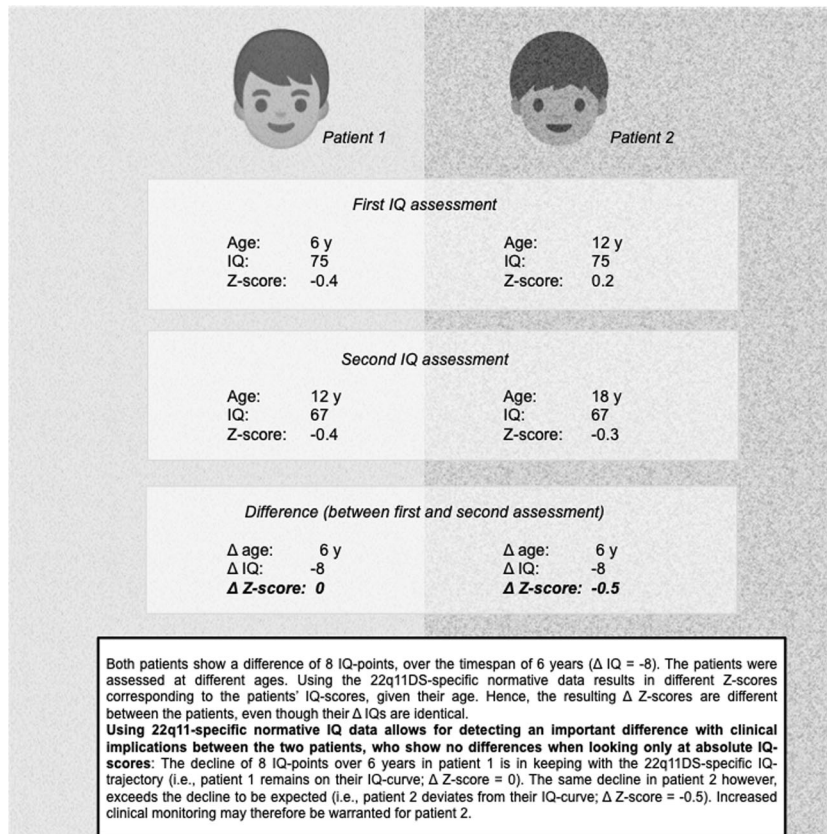 Patient 1
Patient 2
First IQ assessment
Age: 6 y
IQ: 75
Z-score: -0.4
Age: 12 y
IQ: 75
Z-score: 0.2
Second IQ assessment
Age: 12 y
IQ: 67
Z-score: -0.4
Age: 18 y
IQ: 67
Z-score: -0.3
Difference (between first and second assessment)
Δ age: 6 y
Δ IQ: -8
Δ Z-score: 0
Δ age: 6 y
Δ IQ: -8
Δ Z-score: -0.5
Both patients show a difference of 8 IQ-points, over the timespan of 6 years (Δ IQ = -8). The patients were
assessed at different ages. Using the 22q11DS-specific normative data results in different Z-scores
corresponding to the patients' IQ-scores, given their age. Hence, the resulting Δ Z-scores are different
between the patients, even though their Δ IQs are identical.
Using 22q11-specific normative IQ data allows for detecting an important difference with clinical
implications between the two patients, who show no differences when looking only at absolute IQ-
scores: The decline of 8 IQ-points over 6 years in patient 1 is in keeping with the 22q11DS-specific IQ-
trajectory (i.e., patient 1 remains on their IQ-curve; Δ Z-score = 0). The same decline in patient 2 however,
exceeds the decline to be expected (i.e., patient 2 deviates from their IQ-curve; Δ Z-score = -0.5). Increased
clinical monitoring may therefore be warranted for patient 2.